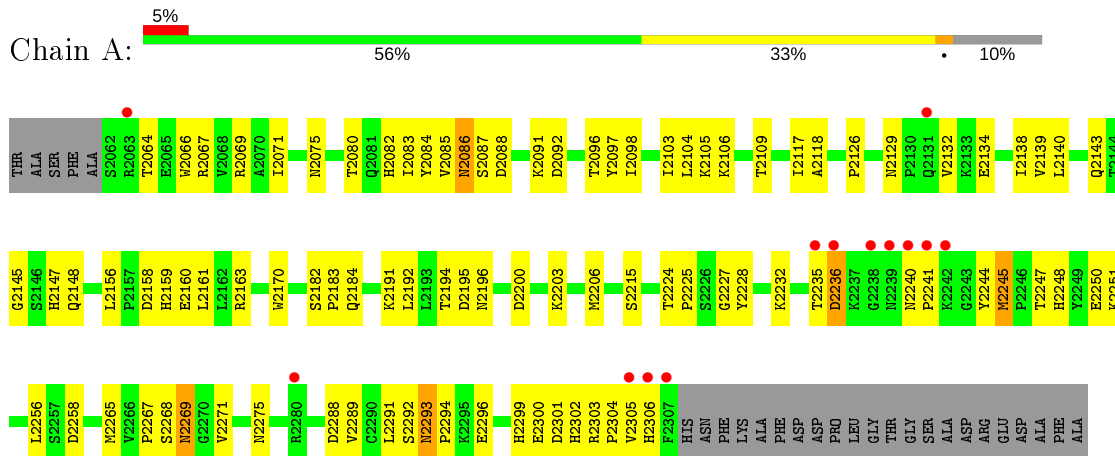 5%
Chain A:
56% 33% • 10%
THR ALA SER PHE ALA S2062 R2063 T2064 E2065 W2066 R2067 V2068 R2069 A2070 I2071 N2075 T2080 Q2081 H2082 I2083 Y2084 V2085 N2086 S2087 D2088 K2091 D2092 T2096 Y2097 I2098 I2103 L2104 K2105 K2106 T2109 I2117 A2118 P2126 N2129 P2130 Q2131 V2132 K2133 E2134 I2138 V2139 L2140 Q2143 T2144
G2145 S2146 H2147 Q2148 L2156 P2157 D2158 H2159 E2160 L2161 L2162 R2163 W2170 S2182 P2183 Q2184 K2191 L2192 L2193 T2194 D2195 N2196 D2200 K2203 M2206 S2215 T2224 P2225 S2226 G2227 Y2228 K2232 T2235 D2236 K2237 G2238 N2239 N2240 P2241 K2242 G2243 Y2244 M2245 P2246 T2247 H2248 Y2249 E2250 K2251
L2256 S2257 D2258 M2265 V2266 P2267 S2268 N2269 G2270 V2271 N2275 R2280 D2288 V2289 C2290 L2291 S2292 N2293 P2294 K2295 E2296 H2299 E2300 D2301 H2302 R2303 P2304 V2305 H2306 F2307 HIS ASN PHE LYS ALA PHE ASP ASP PRO LEU GLY THR GLY SER ALA ASP ARG GLU ASP ALA PHE ALA